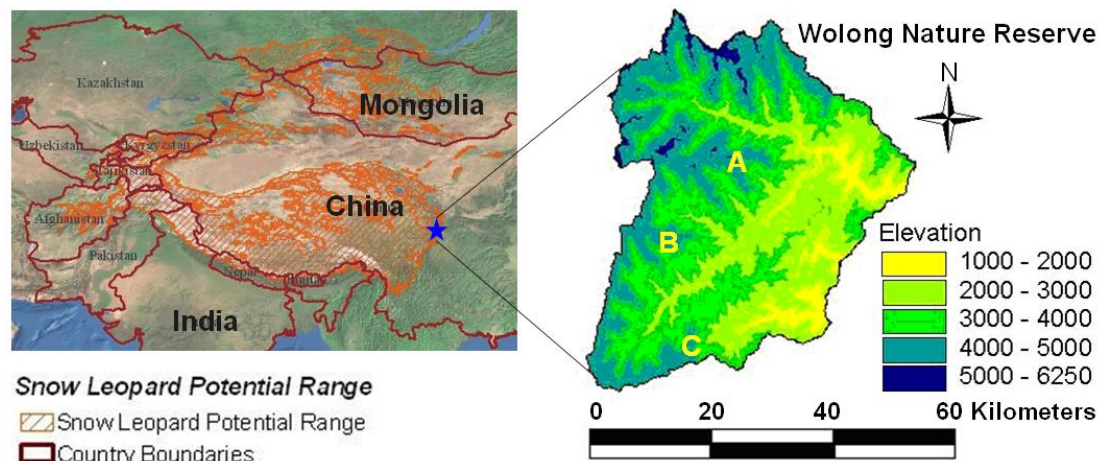 Kazakhstan
Mongolia
Uzbekistan
Kyrgyzstan
Tajikistan
China
Afghanistan
Pakistan
Nepal
Bhutan
India
Snow Leopard Potential Range
Snow Leopard Potential Range
Country Boundaries
Wolong Nature Reserve
N
A
B
C
Elevation
1000 - 2000
2000 - 3000
3000 - 4000
4000 - 5000
5000 - 6250
0 20 40 60 Kilometers